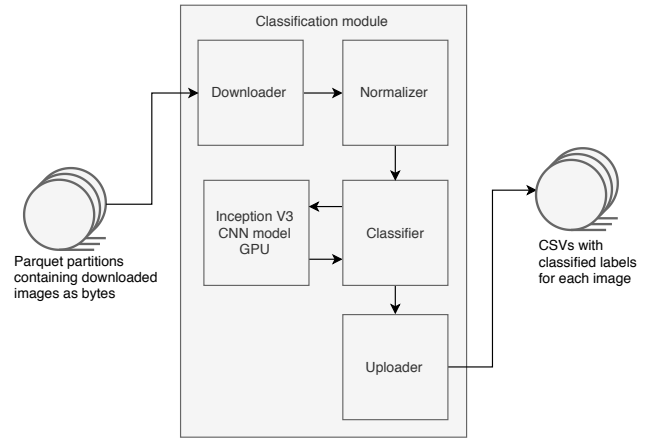 Classification module
Downloader
Normalizer
Inception V3
CNN model
GPU
Classifier
Uploader
Parquet partitions
containing downloaded
images as bytes
CSVs with
classified labels
for each image